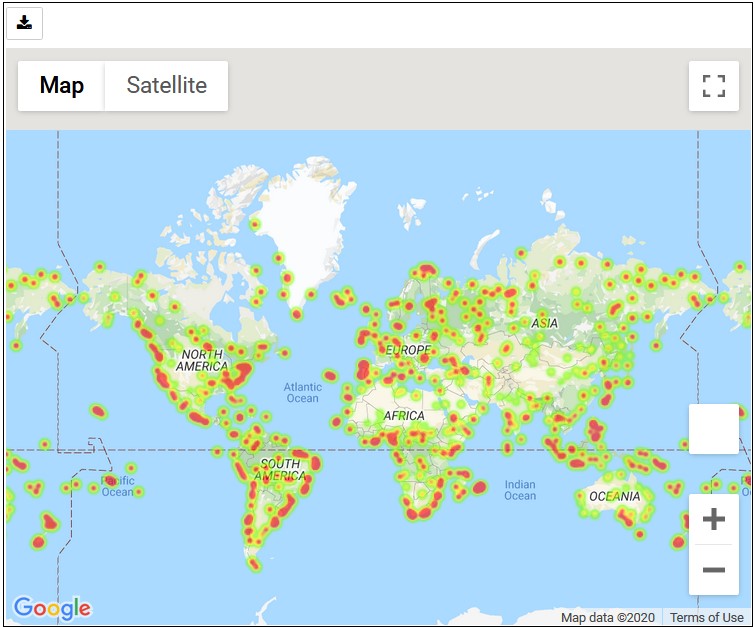 Map
Satellite
NORTH
AMERICA
EUROPE
ASIA
Atlantic
Ocean
AFRICA
SOUTH
AMERICA
Pacific
Ocean
Indian
Ocean
OCEANIA
Google
Map data ©2020
Terms of Use